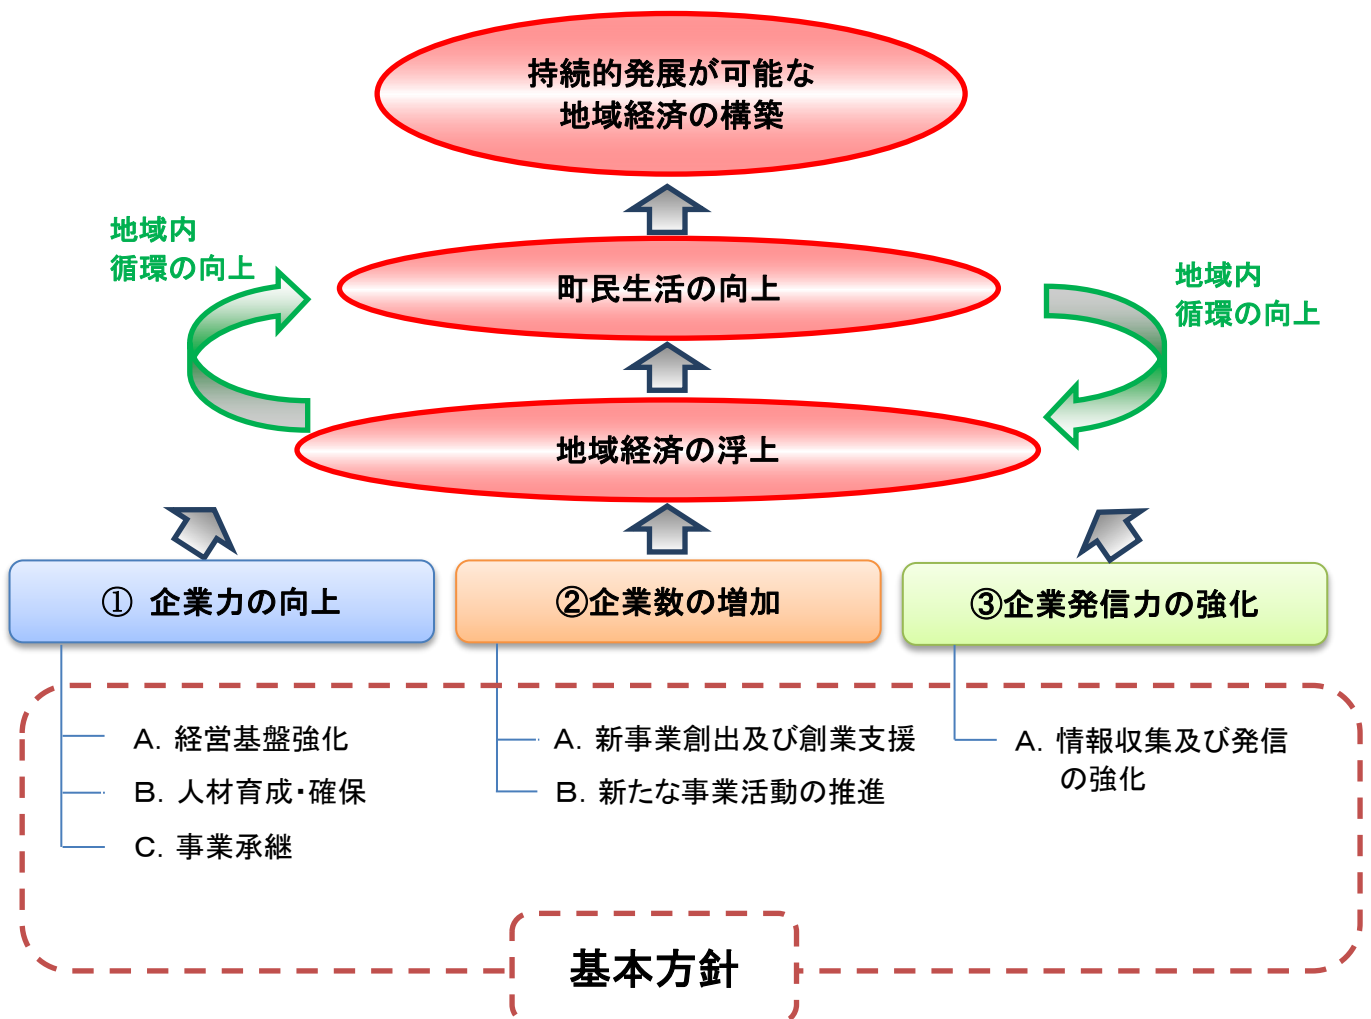 持続的発展が可能な
地域経済の構築
地域内
循環の向上
町民生活の向上
地域内
循環の向上
地域経済の浮上
① 企業力の向上
②企業数の増加
③企業発信力の強化
A. 経営基盤強化
B. 人材育成・確保
C. 事業承継
A. 新事業創出及び創業支援
B. 新たな事業活動の推進
A. 情報収集及び発信
の強化
基本方針